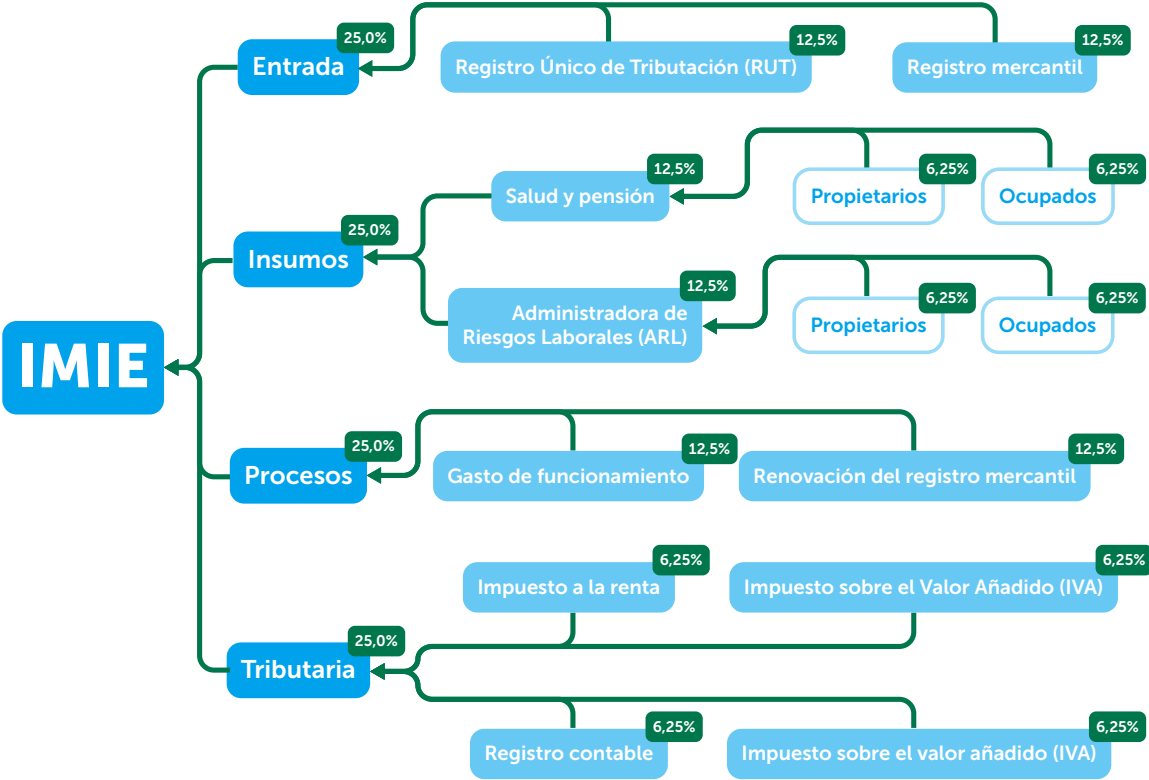 IMIE
25,0%
Entrada
12,5%
Registro Único de Tributación (RUT)
12,5%
Registro mercantil
25,0%
Insumos
12,5%
Salud y pensión
6,25%
Propietarios
6,25%
Ocupados
12,5%
Administradora de
Riesgos Laborales (ARL)
6,25%
Propietarios
6,25%
Ocupados
25,0%
Procesos
12,5%
Gasto de funcionamiento
12,5%
Renovación del registro mercantil
25,0%
Tributaria
6,25%
Impuesto a la renta
6,25%
Impuesto sobre el Valor Añadido (IVA)
6,25%
Registro contable
6,25%
Impuesto sobre el valor añadido (IVA)